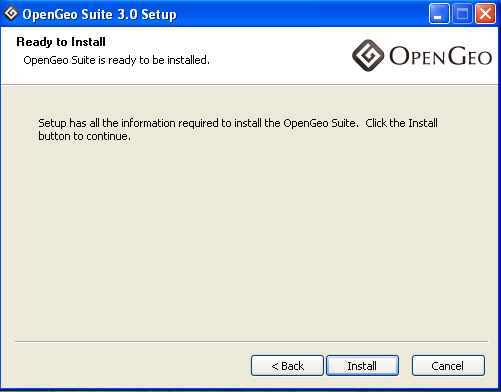 OpenGeo Suite 3.0 Setup
Ready to Install
OpenGeo Suite is ready to be installed.
OPENGEO
Setup has all the information required to install the OpenGeo Suite.  Click the Install
button to continue.
< Back
Install
Cancel